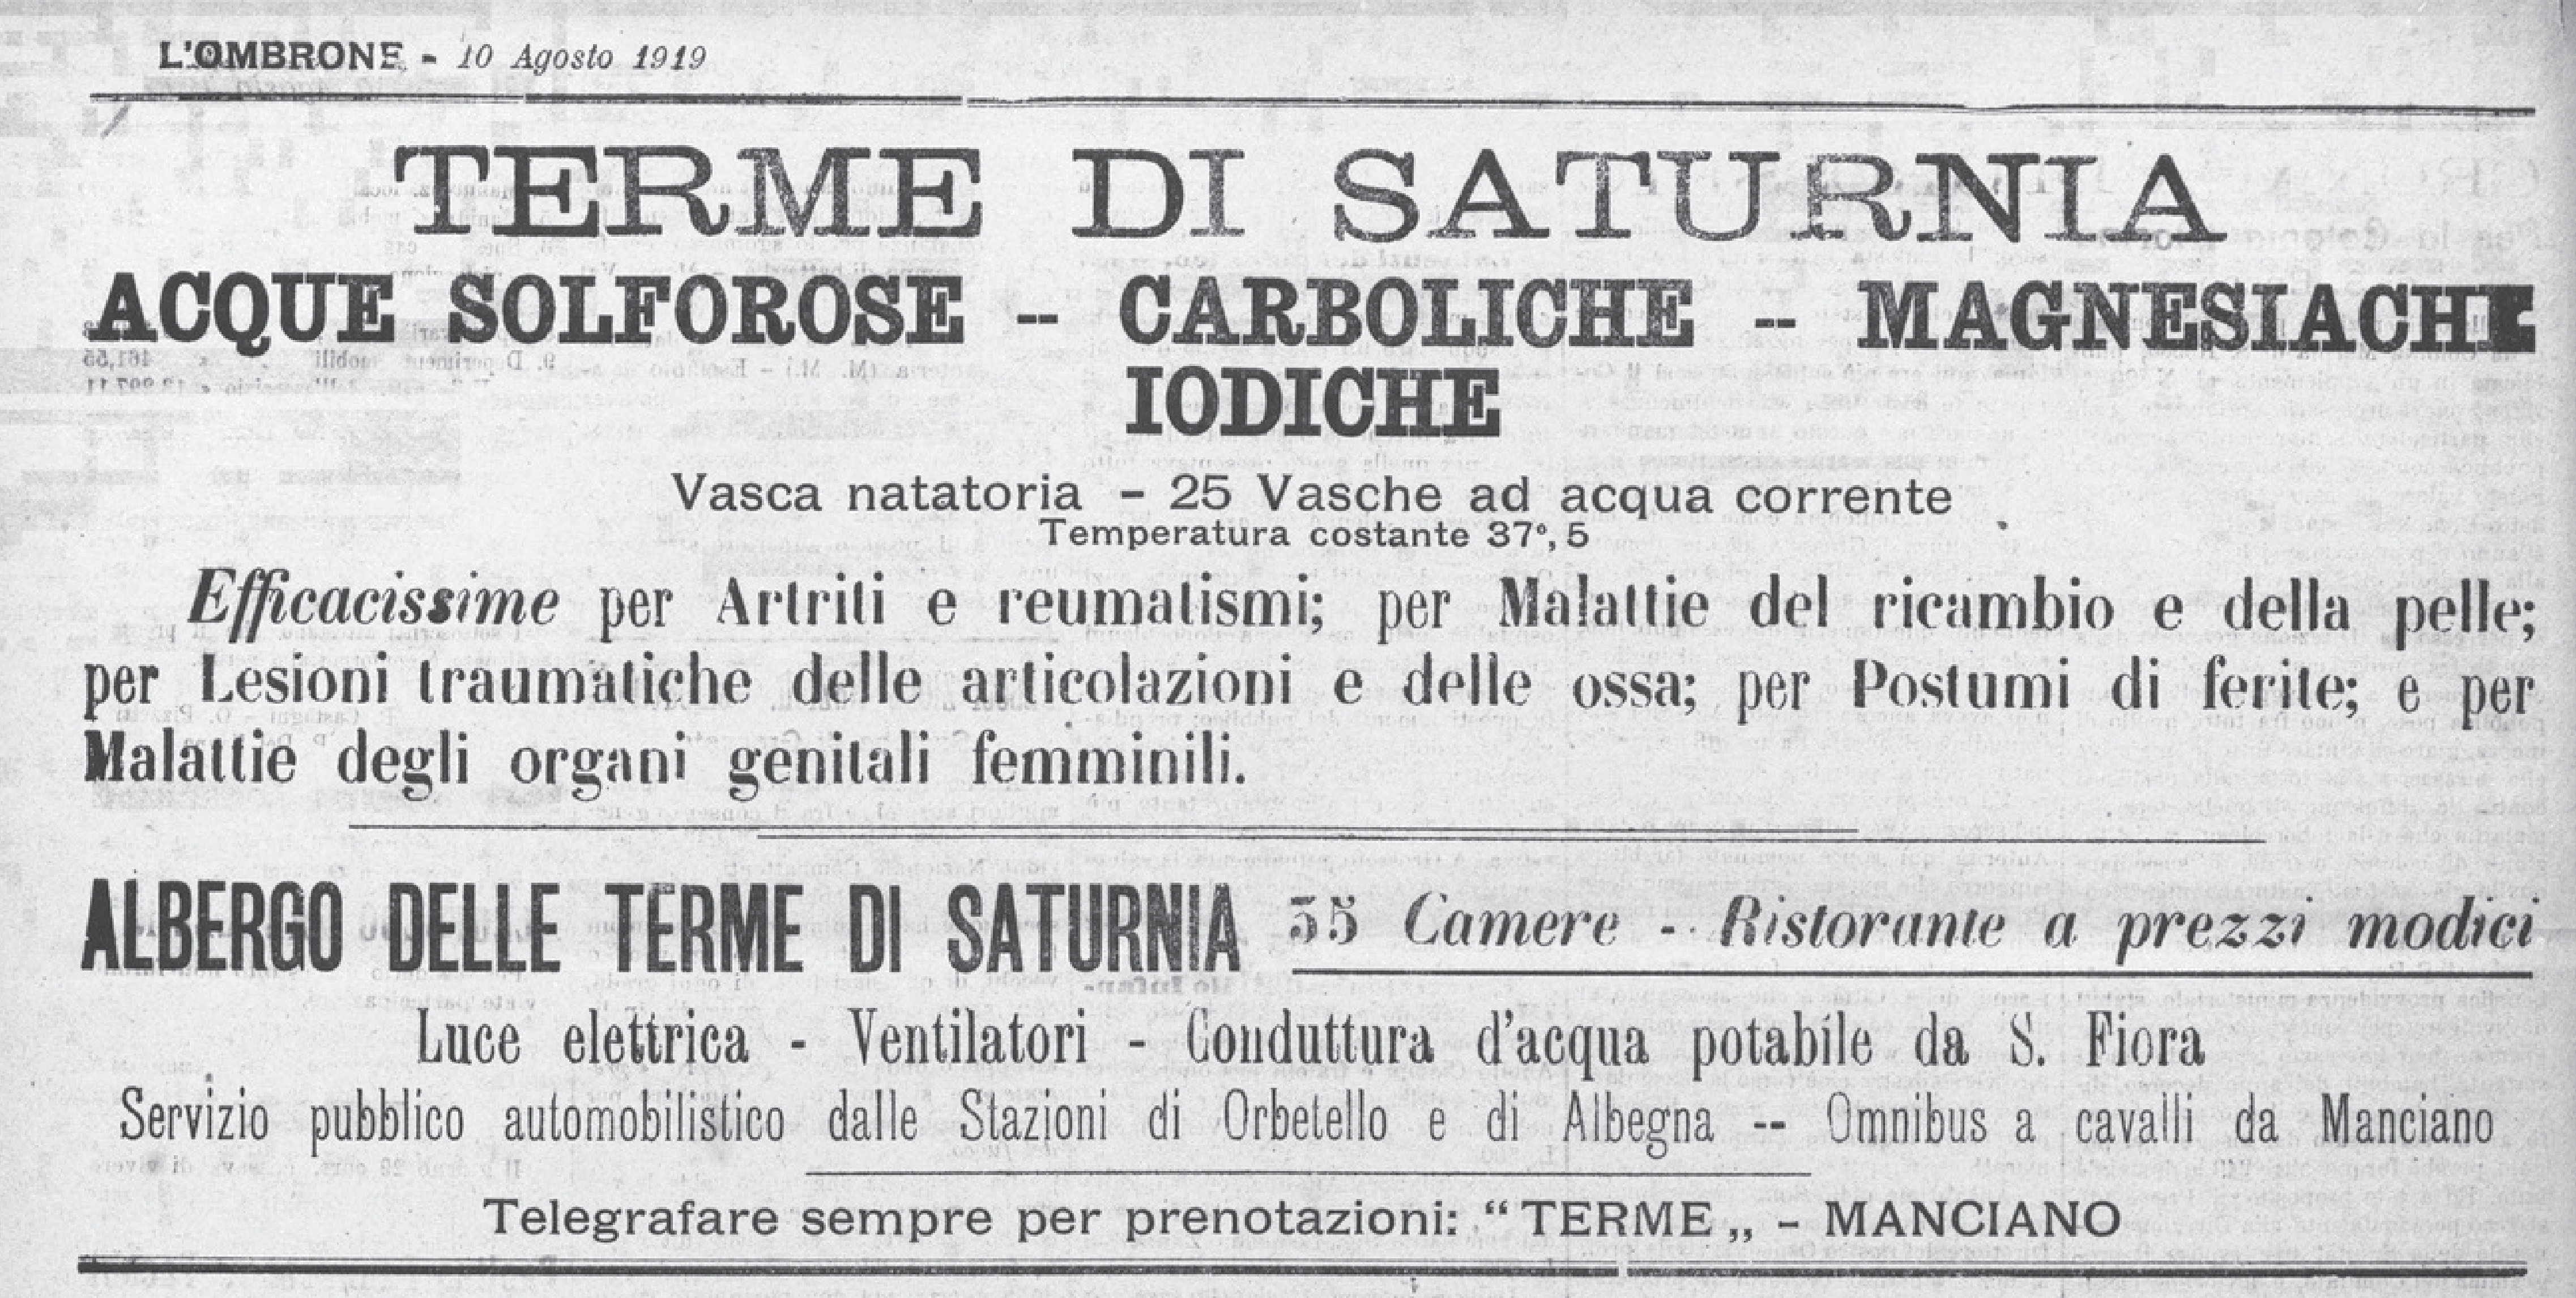 L'OMBRONE - 10 Agosto 1919
TERME DI SATURNIA
ACQUE SOLFOROSE -- CARBOLICHE -- MAGNESIACHE
IODICHE
Vasca natatoria - 25 Vasche ad acqua corrente
Temperatura costante 37°,5
Efficacissime per Artriti e reumatismi; per Malattie del ricambio e della pelle;
per Lesioni traumatiche delle articolazioni e delle ossa; per Postumi di ferite; e per
Malattie degli organi genitali femminili.
ALBERGO DELLE TERME DI SATURNIA 55 Camere -- Ristorante a prezzi modici
Luce elettrica - Ventilatori - Conduttura d'acqua potabile da S. Fiora
Servizio pubblico automobilistico dalle Stazioni di Orbetello e di Albegna -- Omnibus a cavalli da Manciano
Telegrafare sempre per prenotazioni: “TERME„ - MANCIANO